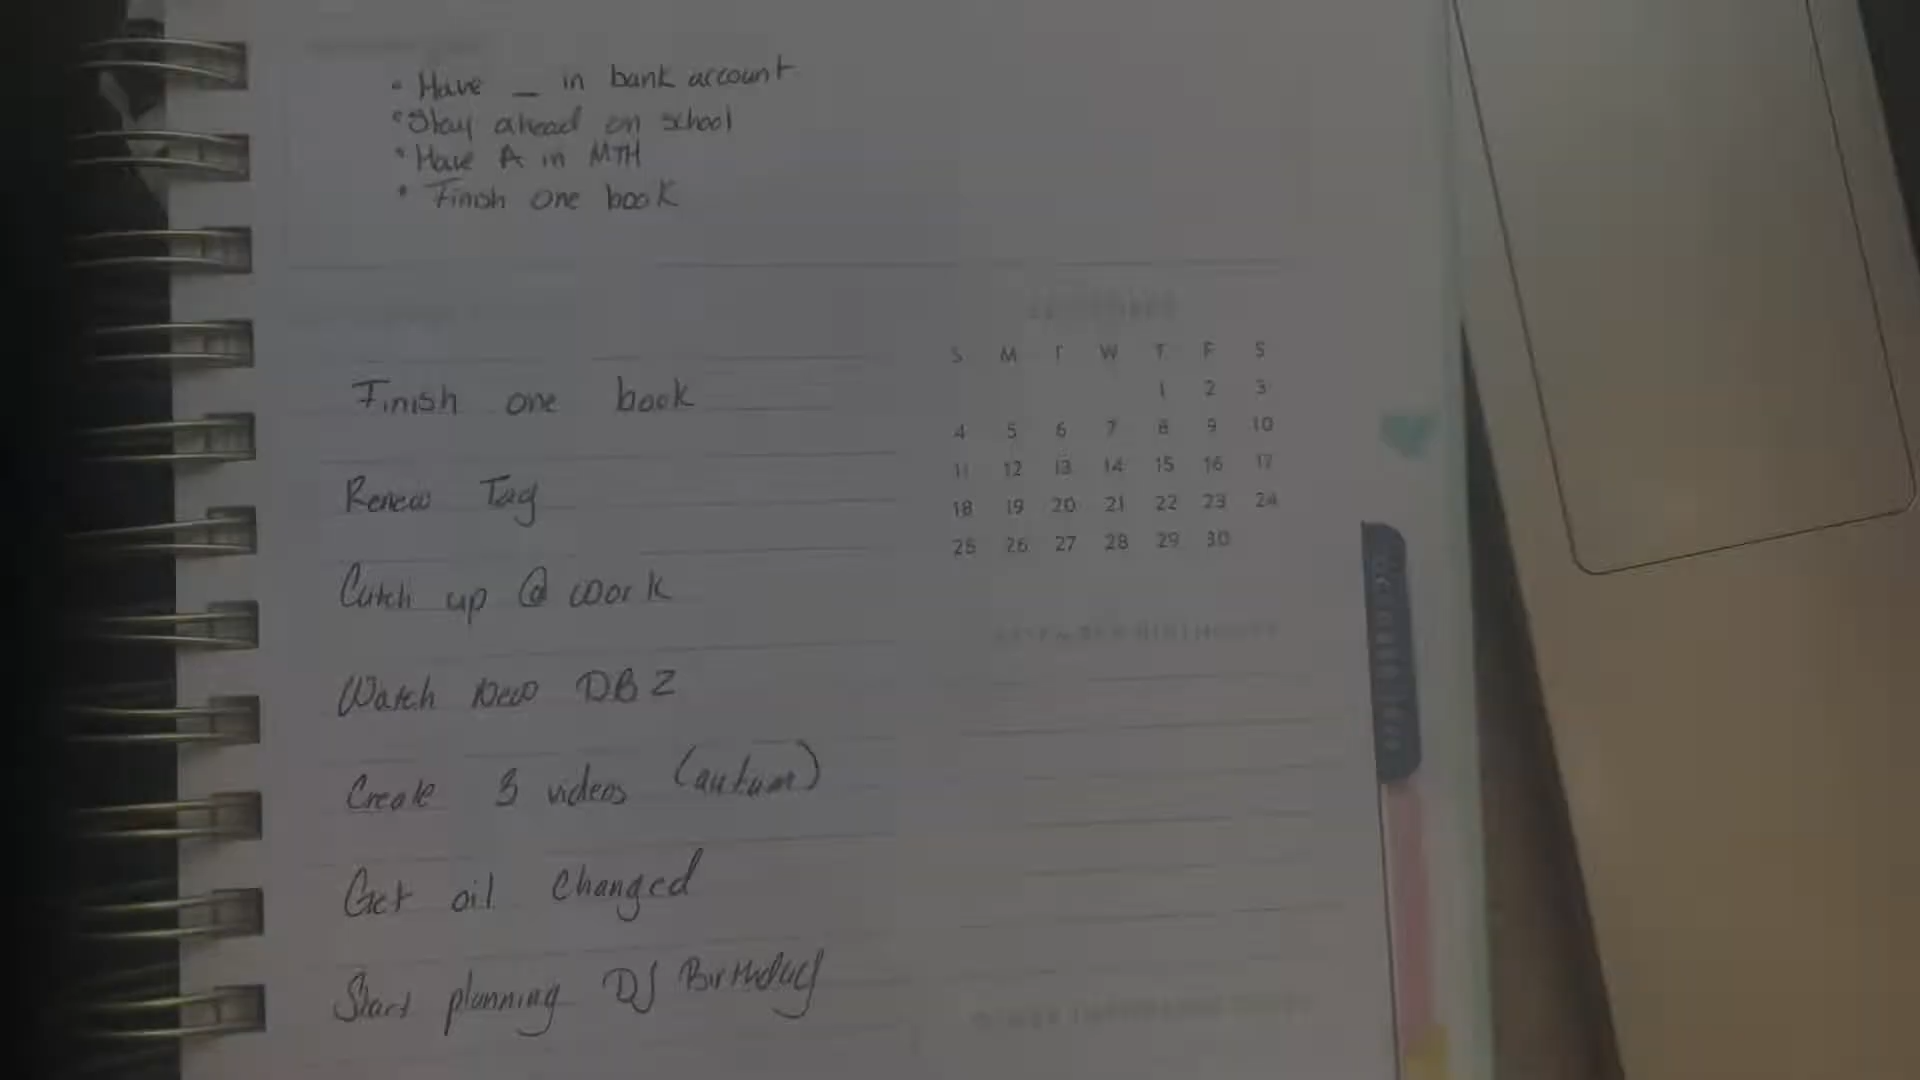 • Have _ in bank account
• Stay ahead on school
• Have A in MTH
• Finish one book
SEPTEMBER
S M T W T F S
1 2 3
4 5 6 7 8 9 10
11 12 13 14 15 16 17
18 19 20 21 22 23 24
25 26 27 28 29 30
Finish one book
Renew Tag
Catch up @ work
Watch New DBZ
Create 3 videos (autum)
Get oil changed
Start planning DJ Birthday